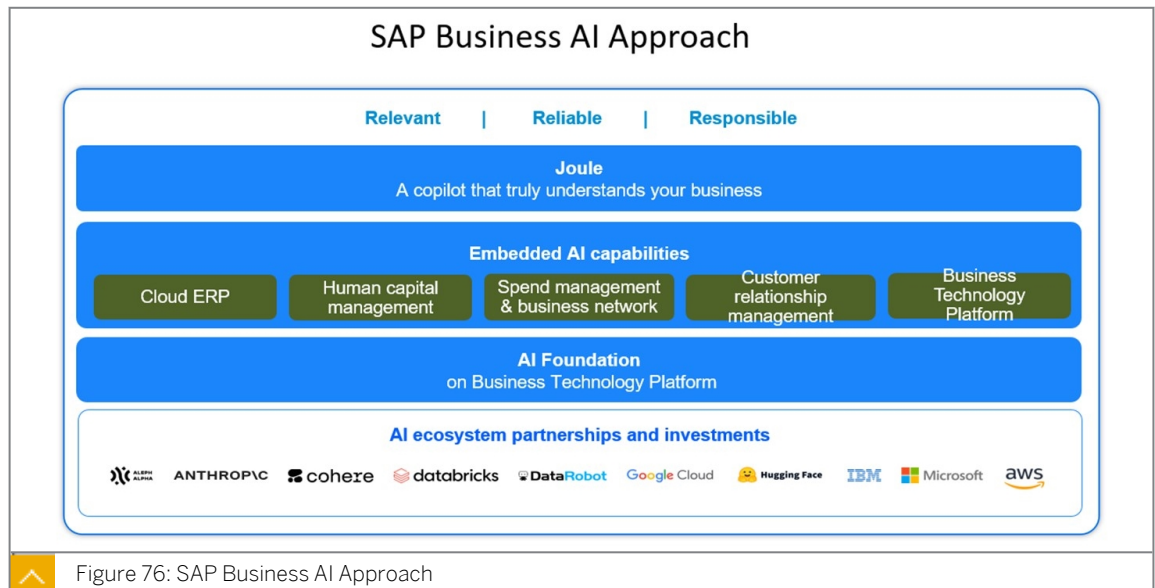 SAP Business AI Approach
Relevant | Reliable | Responsible
Joule
A copilot that truly understands your business
Embedded AI capabilities
Cloud ERP
Human capital
management
Spend management
& business network
Customer
relationship
management
Business
Technology
Platform
AI Foundation
on Business Technology Platform
AI ecosystem partnerships and investments
ALEPH
ALPHA
ANTHROP\C
cohere
databricks
DataRobot
Google Cloud
Hugging Face
IBM
Microsoft
aws
Figure 76: SAP Business AI Approach